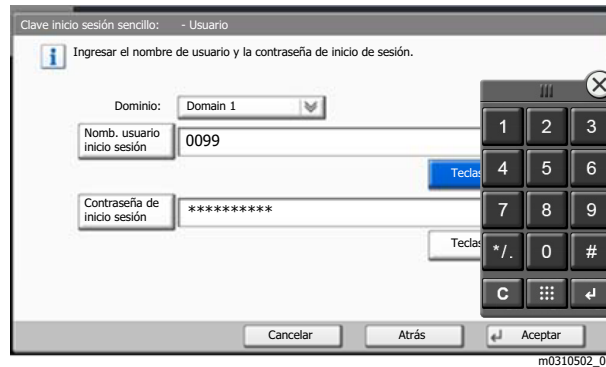 Clave inicio sesión sencillo: - Usuario
Ingresar el nombre de usuario y la contraseña de inicio de sesión.
Dominio: Domain 1
Nomb. usuario
inicio sesión
0099
Teclas
Contraseña de
inicio sesión
**********
Teclas
1 2 3
4 5 6
7 8 9
*/. 0 #
C
Cancelar Atrás Aceptar
m0310502_0